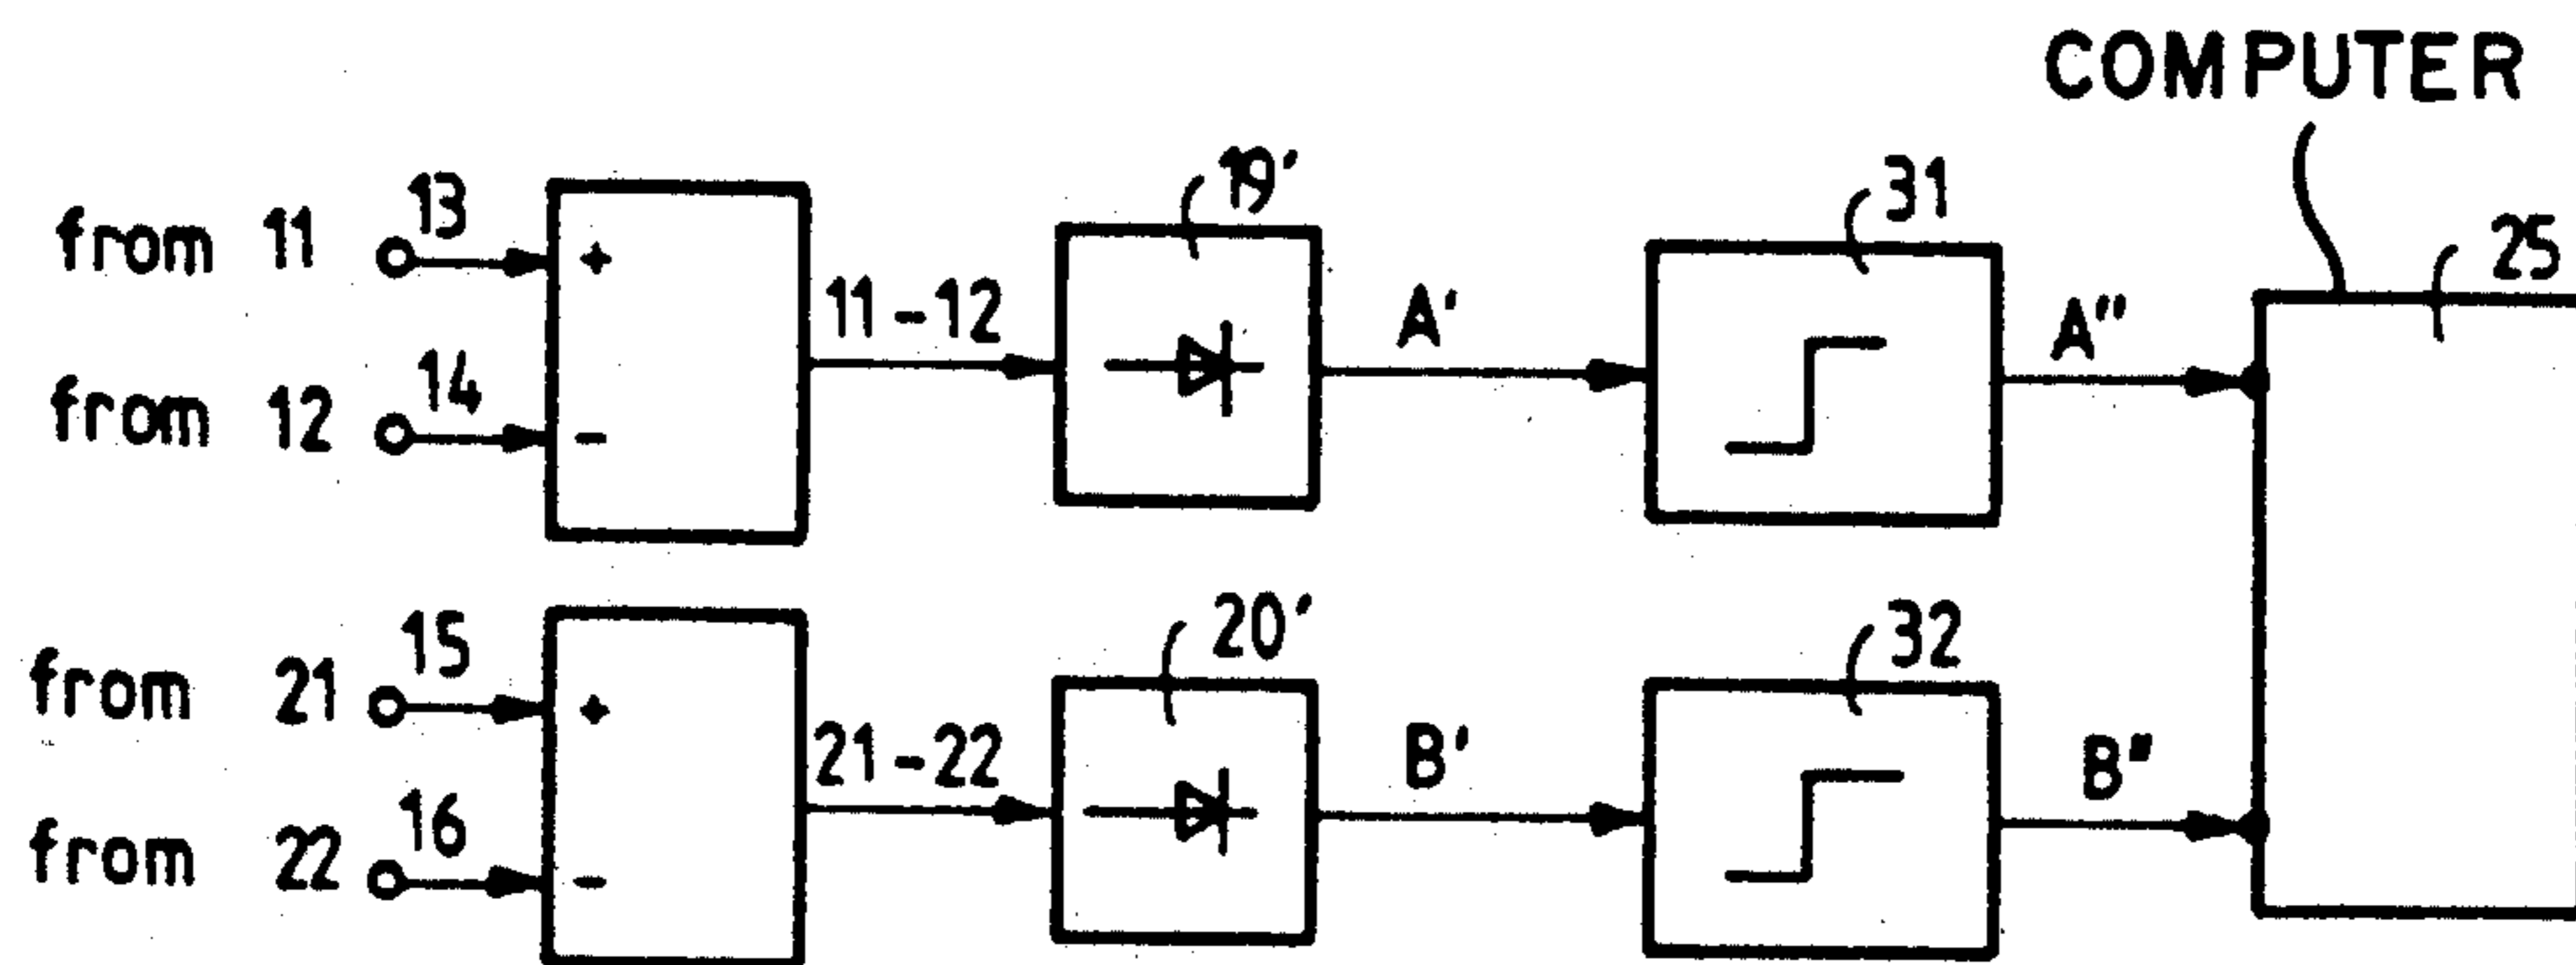 COMPUTER
from 11 13 + 11-12 19' A' 31 A" 25
from 12 14 -
from 21 15 + 21-22 20' B' 32 B"
from 22 16 -